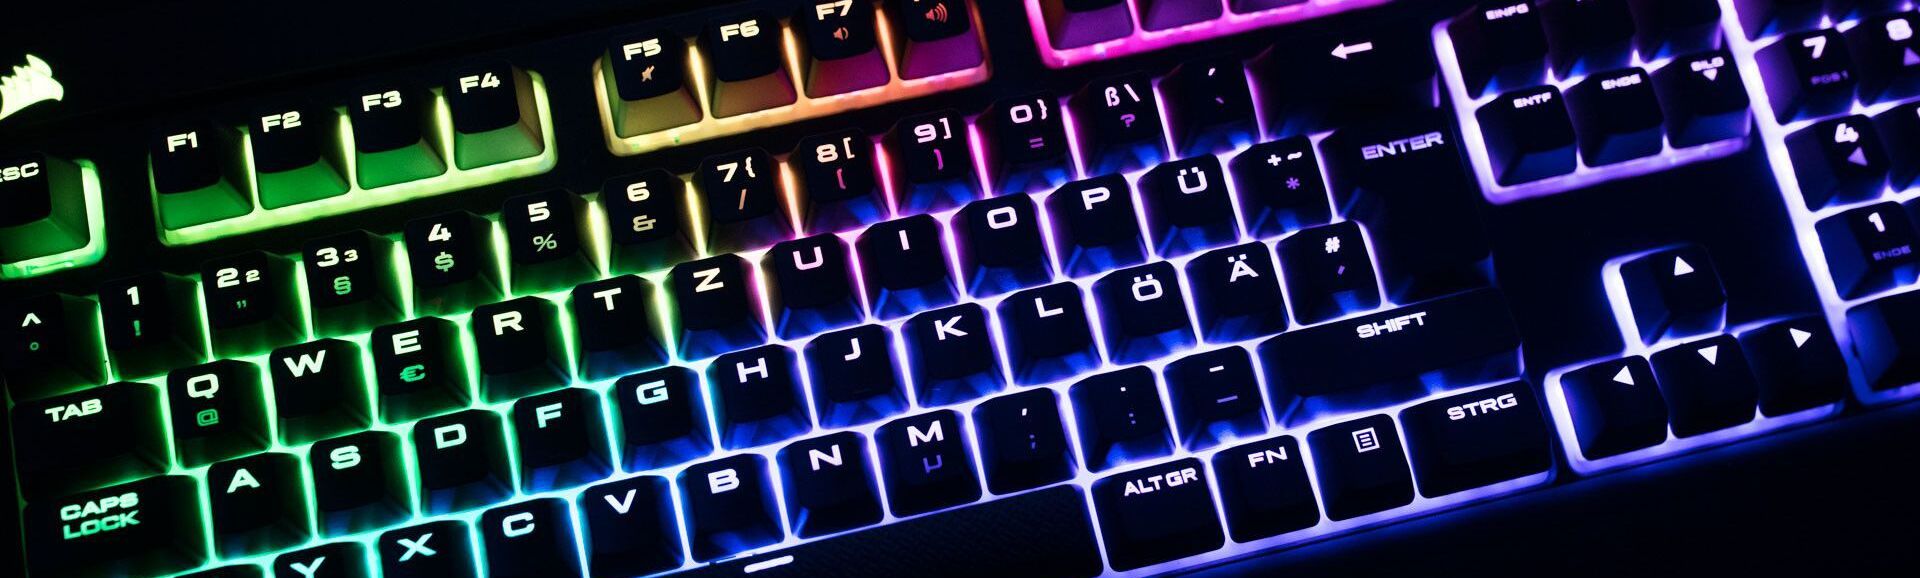 ESC F1 F2 F3 F4 F5 F6 F7
^ ° 1 ! 2 2 " 3 3 § 4 $ 5 % 6 & 7 { / 8 [ ( 9 ] ) 0 } = ß \ ? ´ ` ←
TAB Q @ W E € R T Z U I O P Ü + ~ * ENTER
CAPS LOCK A S D F G H J K L Ö Ä # '
Y X C V B N M µ , ; . : - _ SHIFT
ALT GR FN STRG
EINFG
ENTF ENDE BILD
7 POS1 8
4
1 ENDE